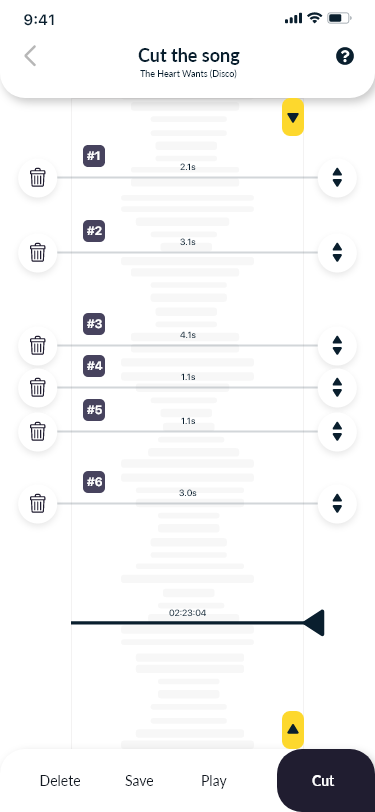 9:41
Cut the song
?
The Heart Wants (Disco)
#1
2.1s
#2
3.1s
#3
4.1s
#4
1.1s
#5
1.1s
#6
3.0s
02:23:04
Delete Save Play Cut